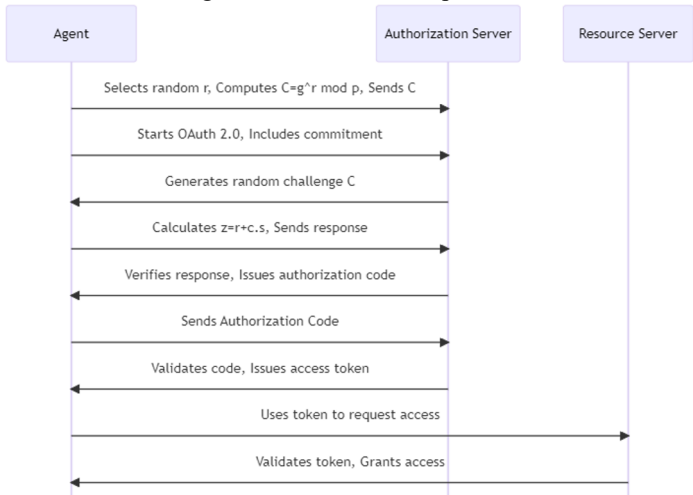 Agent
Authorization Server
Resource Server
Selects random r, Computes C=g^r mod p, Sends C
Starts OAuth 2.0, Includes commitment
Generates random challenge C
Calculates z=r+c.s, Sends response
Verifies response, Issues authorization code
Sends Authorization Code
Validates code, Issues access token
Uses token to request access
Validates token, Grants access